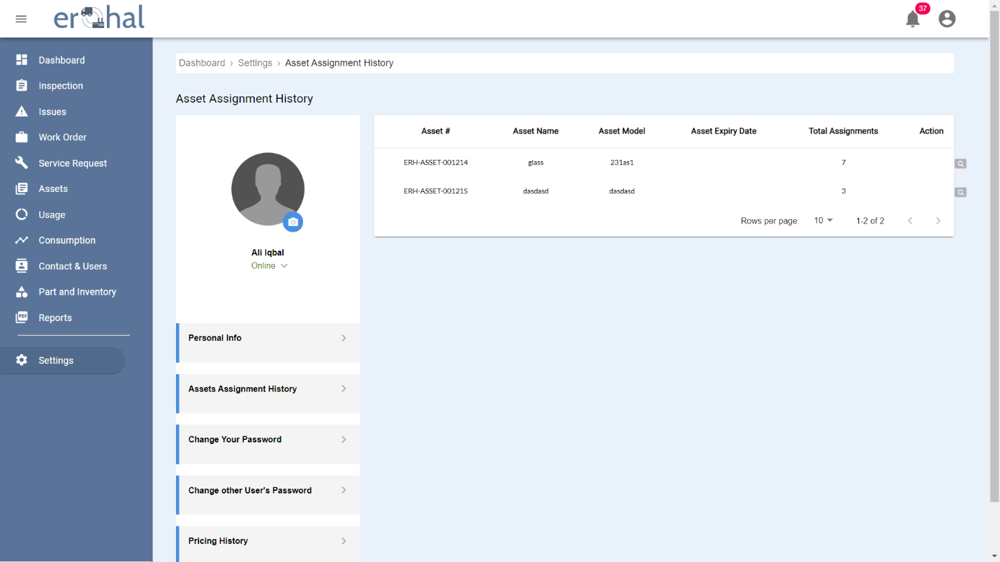 erohal
37
Dashboard
Inspection
Issues
Work Order
Service Request
Assets
Usage
Consumption
Contact & Users
Part and Inventory
PDF
Reports
Settings
Dashboard › Settings › Asset Assignment History
Asset Assignment History
Ali Iqbal
Online
Personal Info
Assets Assignment History
Change Your Password
Change other User's Password
Pricing History
Asset # Asset Name Asset Model Asset Expiry Date Total Assignments Action
ERH-ASSET-001214 glass 231as1 7
ERH-ASSET-001215 dasdasd dasdasd 3
Rows per page: 10 1-2 of 2